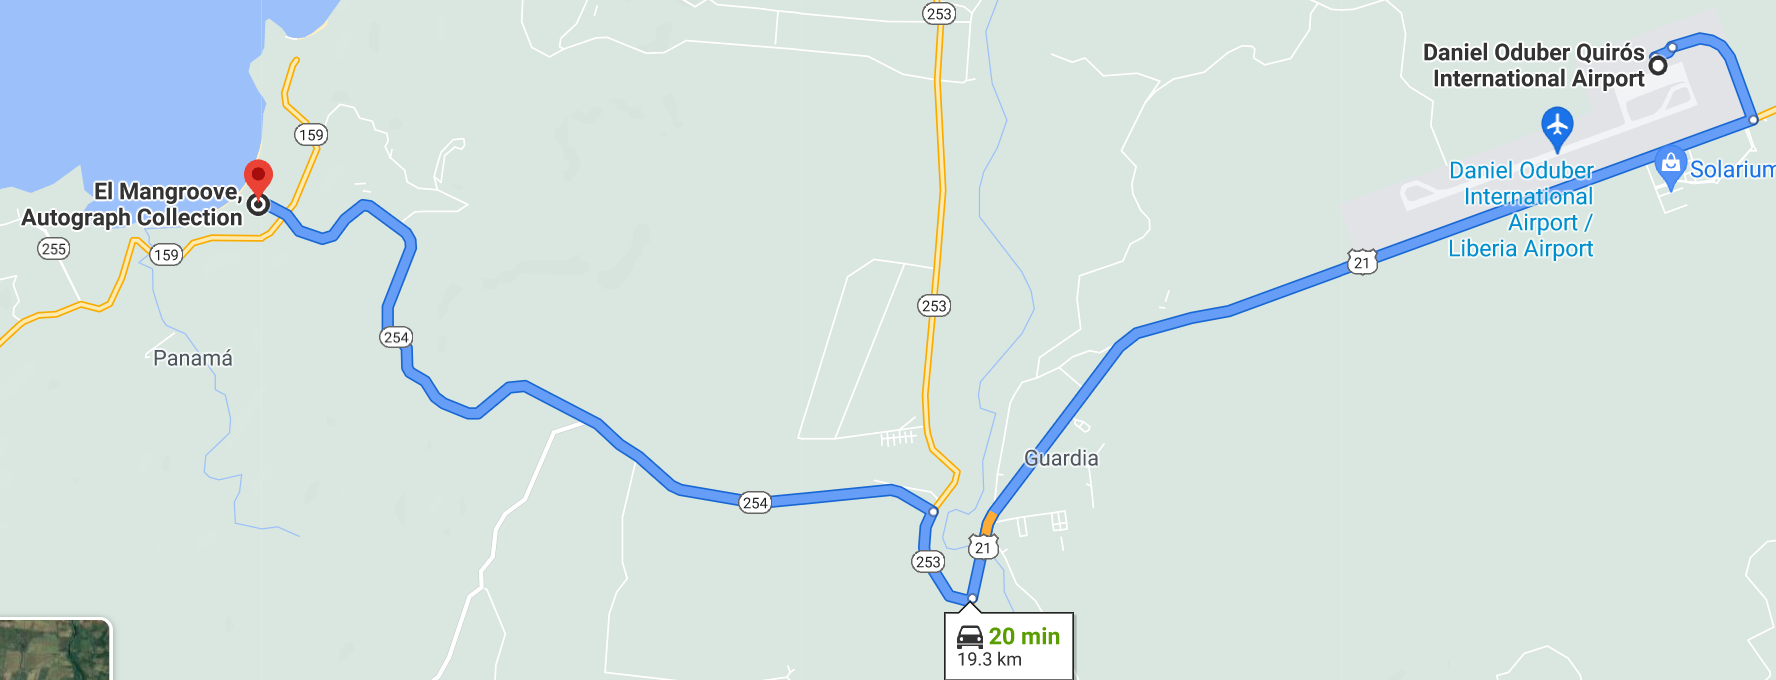 253
Daniel Oduber Quirós
International Airport
159
Daniel Oduber
International
Airport /
Liberia Airport
Solarium
El Mangroove,
Autograph Collection
255
159
21
253
254
Panamá
Guardia
254
21
253
20 min
19.3 km